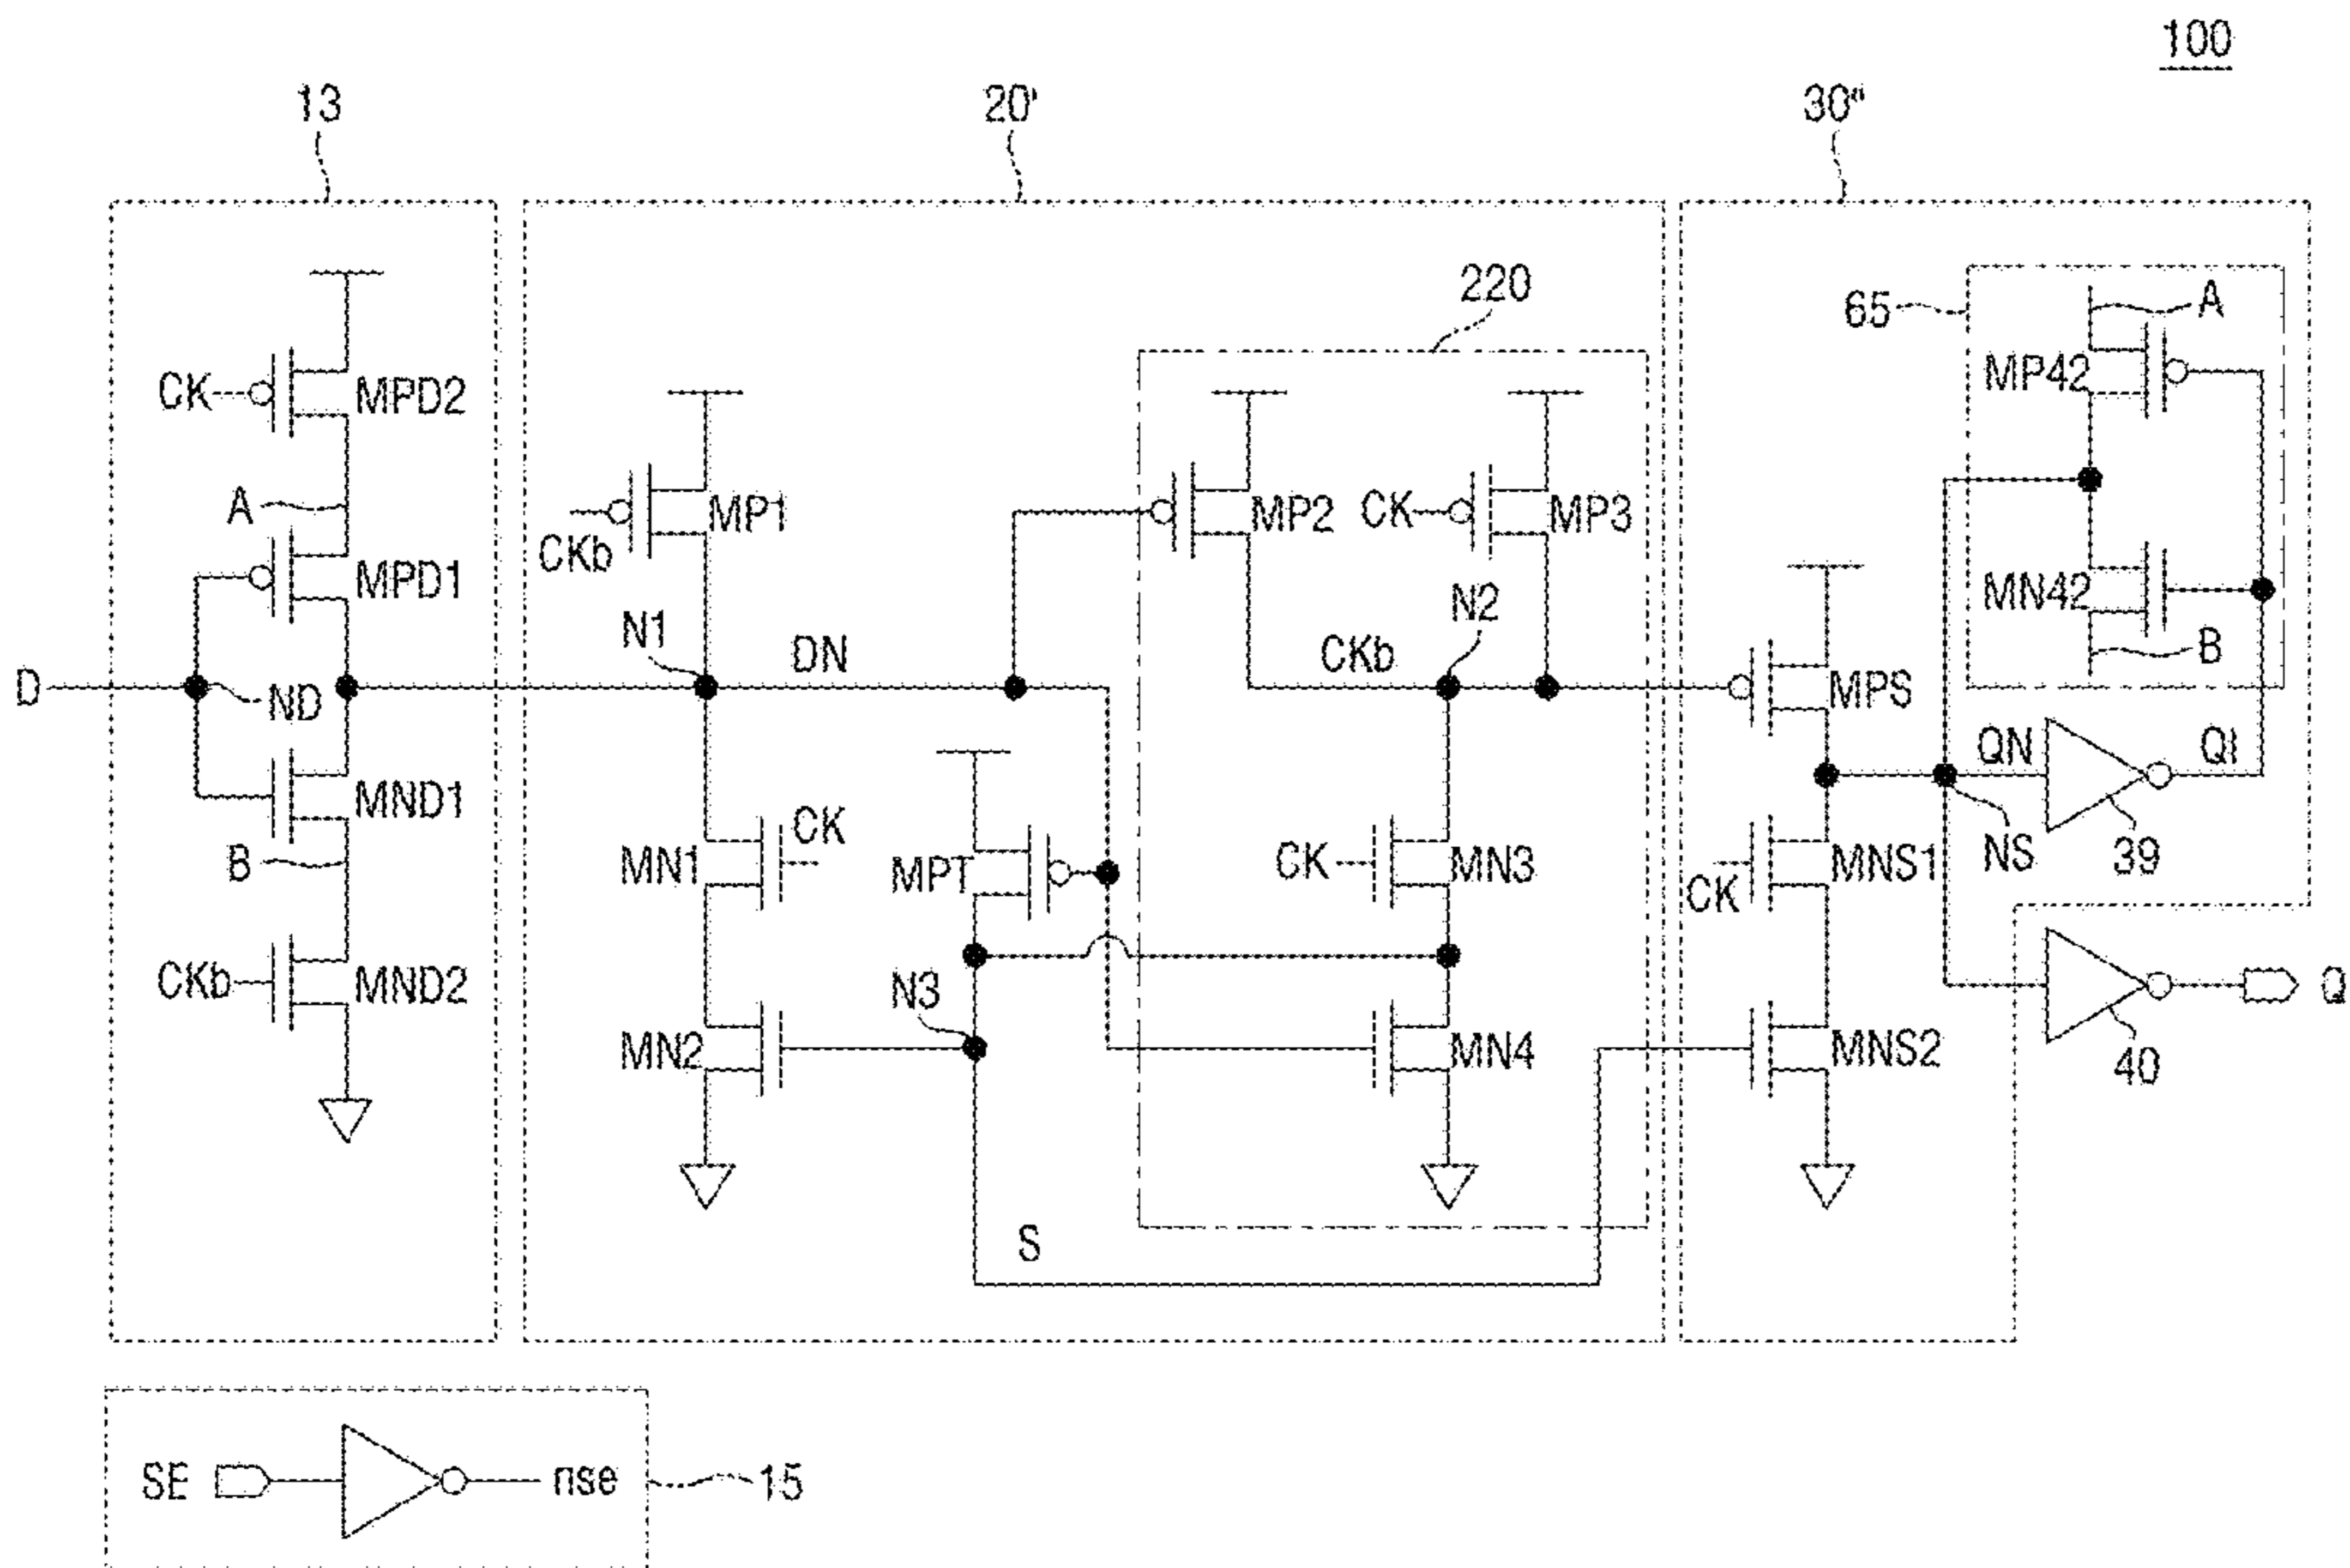 100
13
20'
30"
220
65
A
MP42
MN42
B
CK
MPD2
A
MPD1
D
ND
MND1
B
CKb
MND2
CKb
MP1
N1
DN
MP2
CK
MP3
N2
CKb
MN1
CK
MPT
CK
MN3
N3
MN2
MN4
S
MPS
QN
QI
CK
MNS1
NS
39
MNS2
40
Q
SE
nse
15